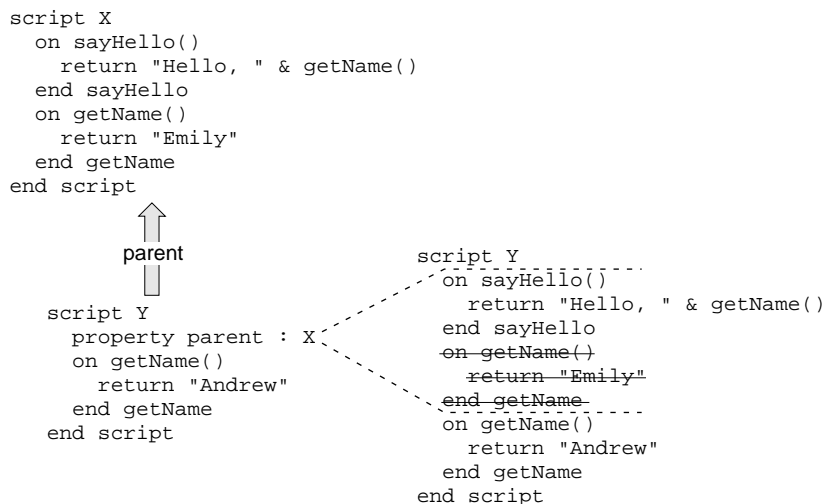 script X
on sayHello()
return "Hello, " & getName()
end sayHello
on getName()
return "Emily"
end getName
end script
parent
script Y
property parent : X
on getName()
return "Andrew"
end getName
end script
script Y
on sayHello()
return "Hello, " & getName()
end sayHello
on getName()
return "Emily"
end getName
on getName()
return "Andrew"
end getName
end script